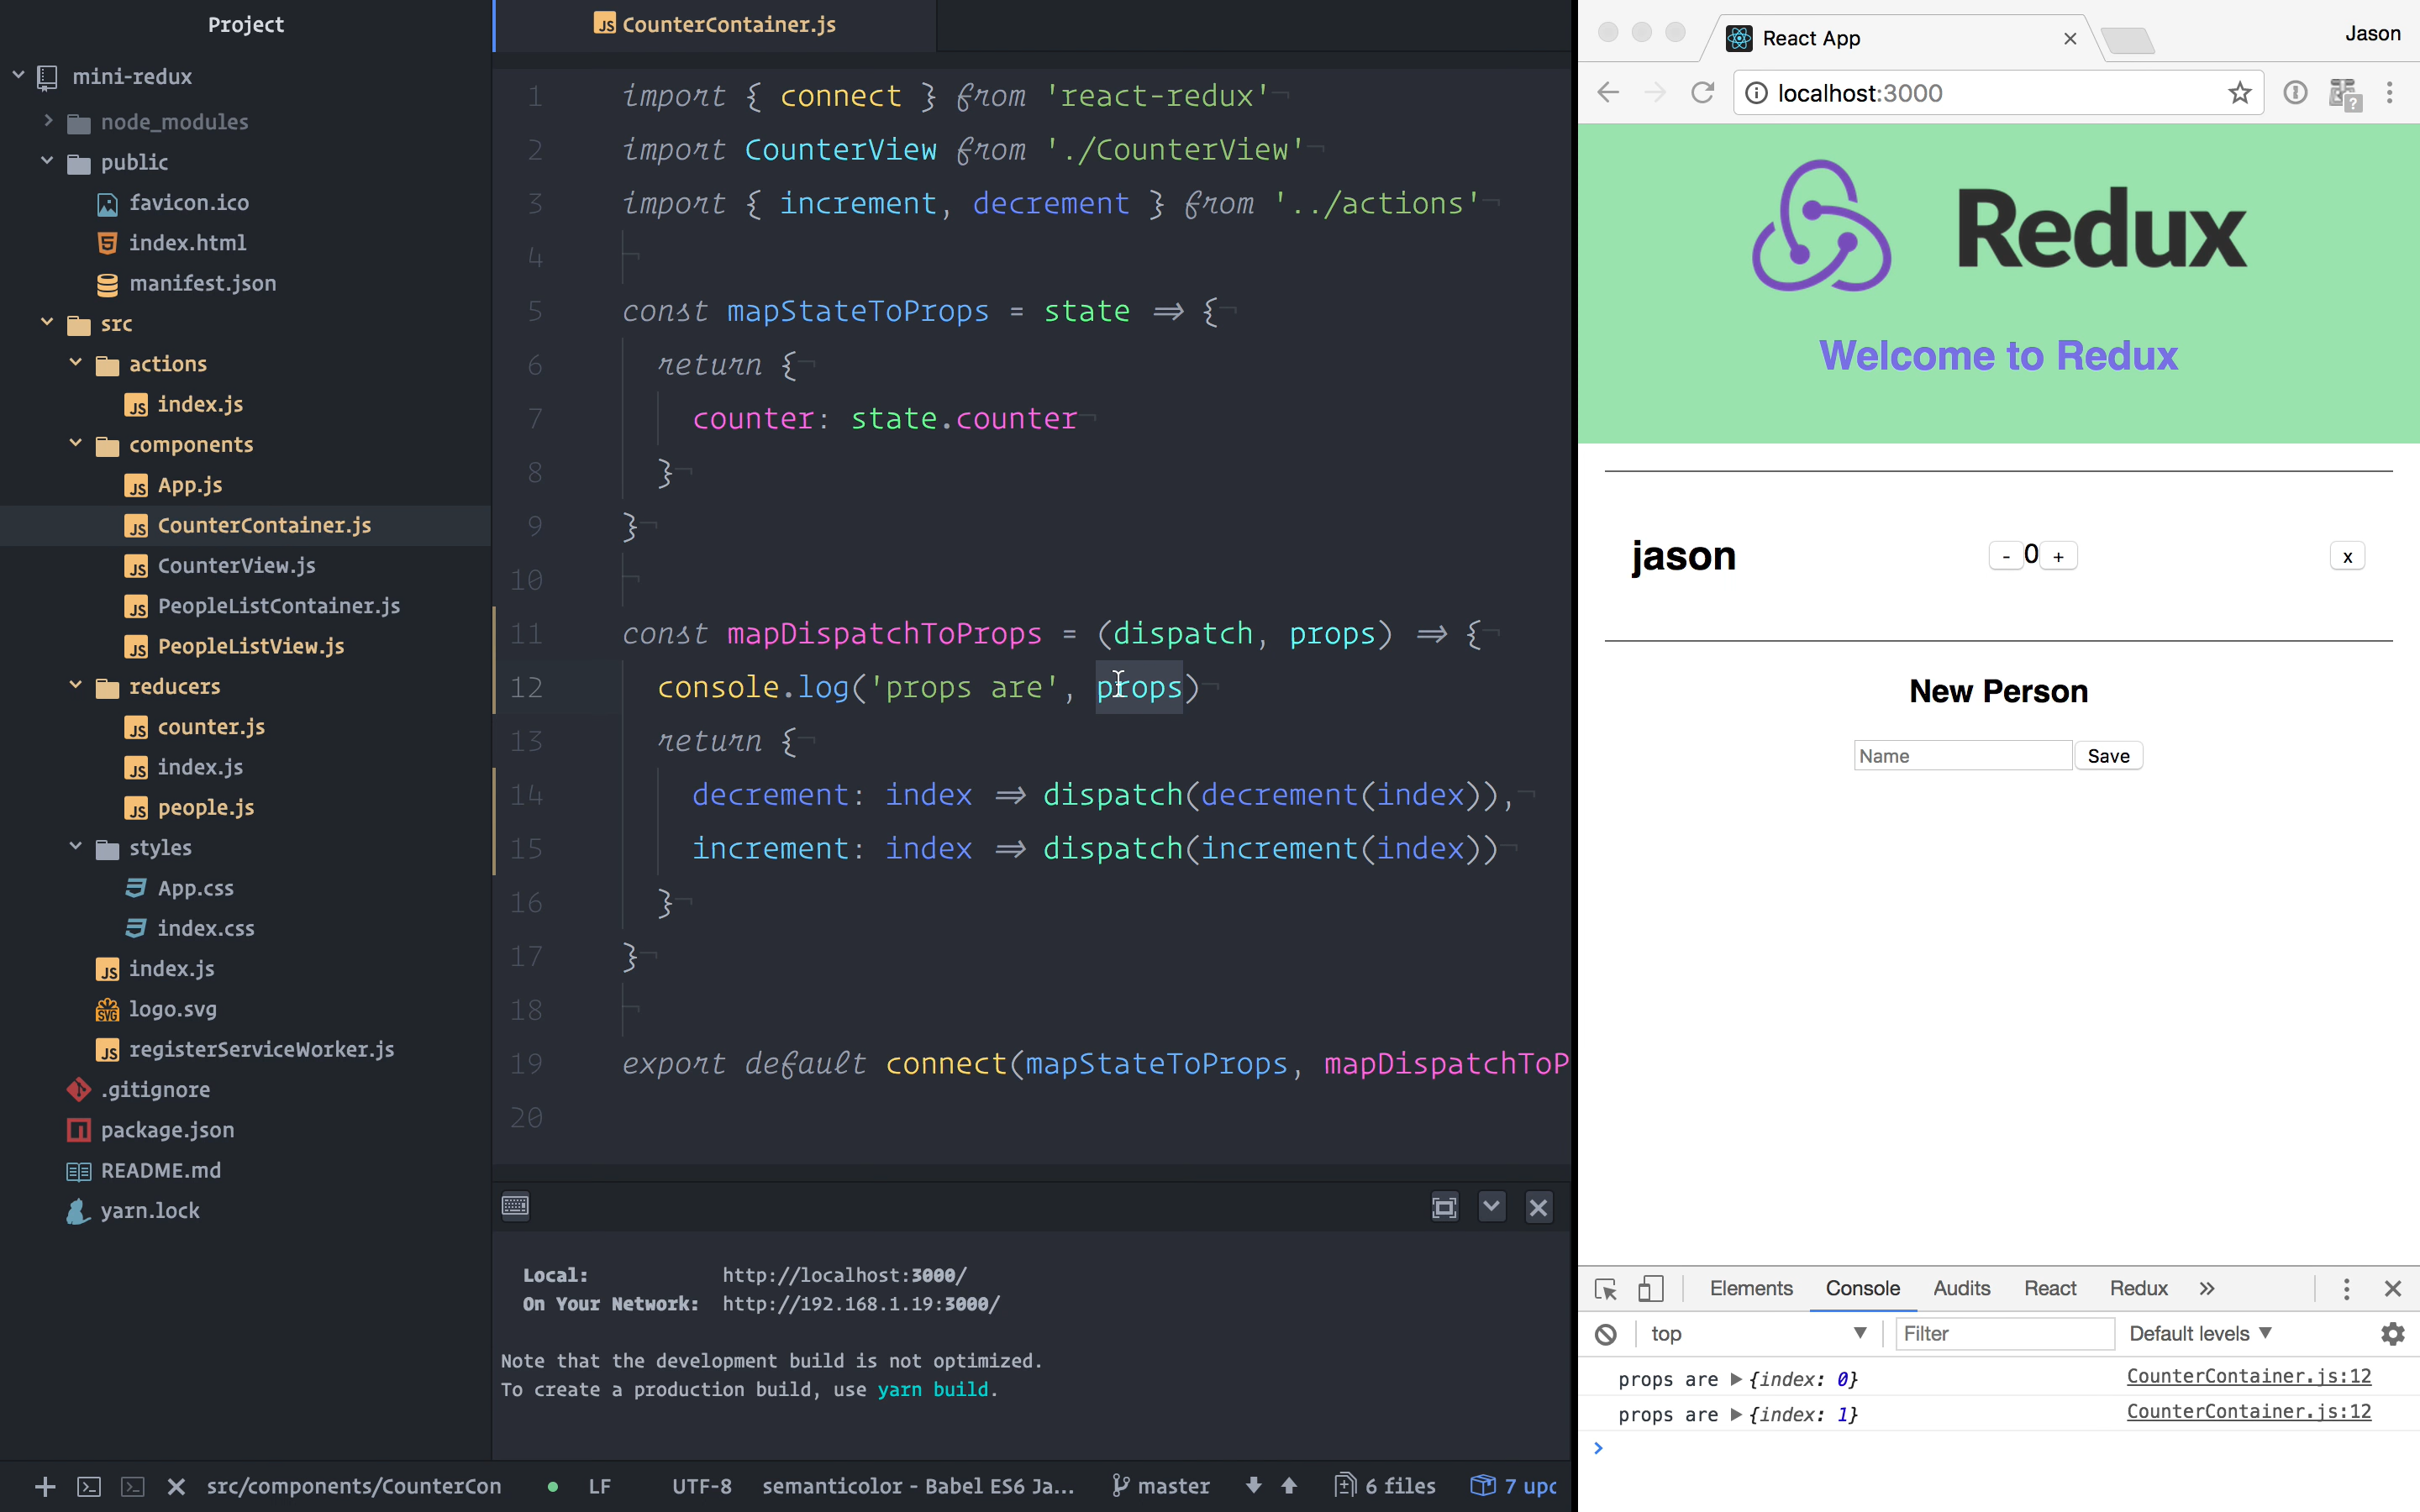 Project
mini-redux
node_modules
public
favicon.ico
index.html
manifest.json
src
actions
index.js
components
App.js
CounterContainer.js
CounterView.js
PeopleListContainer.js
PeopleListView.js
reducers
counter.js
index.js
people.js
styles
App.css
index.css
index.js
logo.svg
registerServiceWorker.js
.gitignore
package.json
README.md
yarn.lock
CounterContainer.js
1 import { connect } from 'react-redux'¬
2 import CounterView from './CounterView'¬
3 import { increment, decrement } from '../actions'¬
4 ¬
5 const mapStateToProps = state => {¬
6 return {¬
7 counter: state.counter¬
8 }¬
9 }¬
10 ¬
11 const mapDispatchToProps = (dispatch, props) => {¬
12 console.log('props are', props)¬
13 return {¬
14 decrement: index => dispatch(decrement(index)),¬
15 increment: index => dispatch(increment(index))¬
16 }¬
17 }¬
18 ¬
19 export default connect(mapStateToProps, mapDispatchToP
20
Local: http://localhost:3000/
On Your Network: http://192.168.1.19:3000/
Note that the development build is not optimized.
To create a production build, use yarn build.
src/components/CounterCon LF UTF-8 semanticolor - Babel ES6 Ja... master 6 files 7 upd
React App
Jason
localhost:3000
Redux
Welcome to Redux
jason - 0 + x
New Person
Name Save
Elements Console Audits React Redux »
top Filter Default levels
props are {index: 0} CounterContainer.js:12
props are {index: 1} CounterContainer.js:12